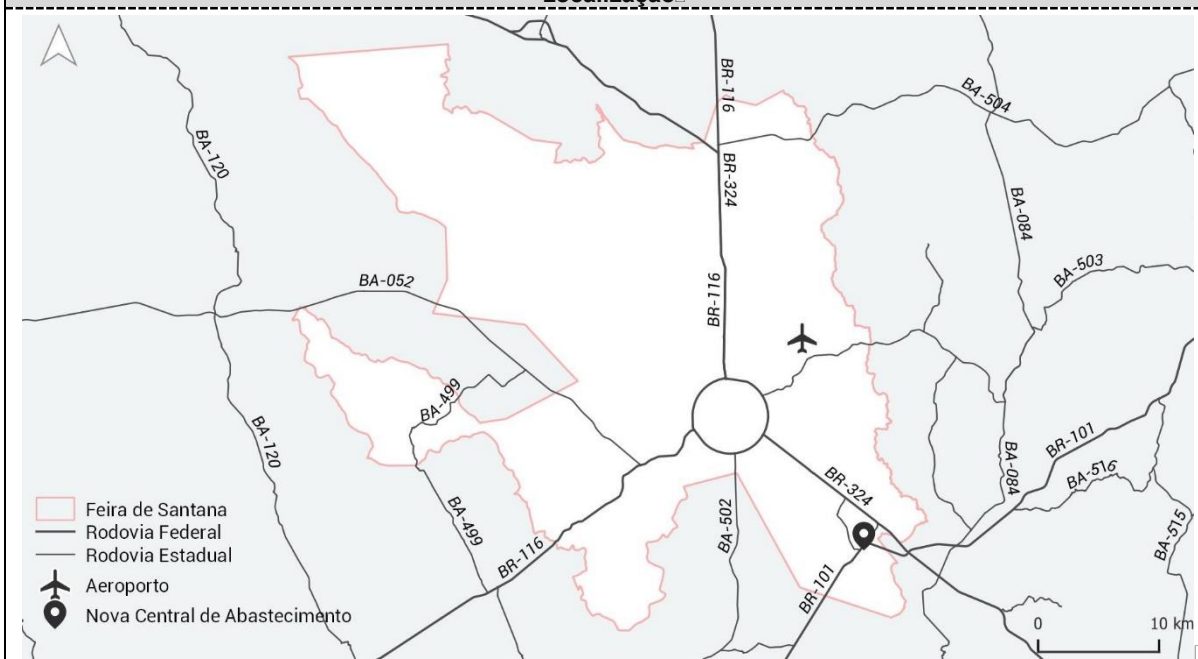 Localização
BR-116
BA-504
BA-120
BR-324
BA-084
BA-503
BA-052
BR-116
BA-499
BA-120
BR-101
BR-324
BA-516
BA-084
BA-515
BA-502
BA-499
BR-116
BR-101
Feira de Santana
Rodovia Federal
Rodovia Estadual
Aeroporto
Nova Central de Abastecimento
0 10 km